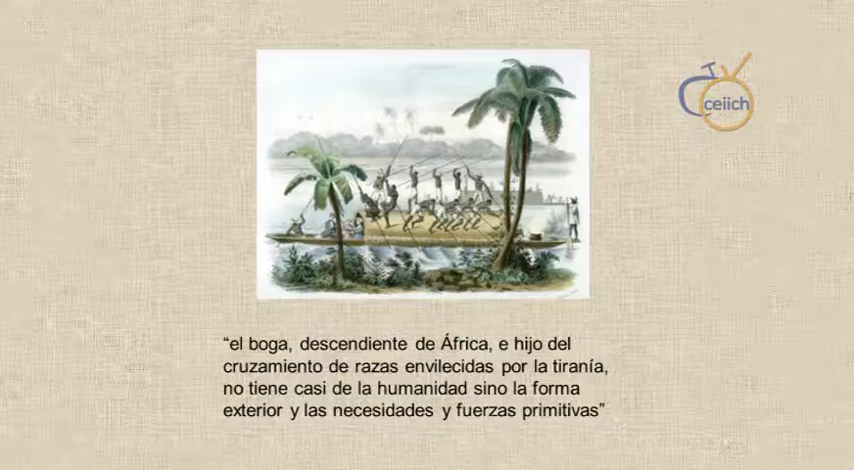 ceiich
“el boga, descendiente de África, e hijo del
cruzamiento de razas envilecidas por la tiranía,
no tiene casi de la humanidad sino la forma
exterior y las necesidades y fuerzas primitivas”